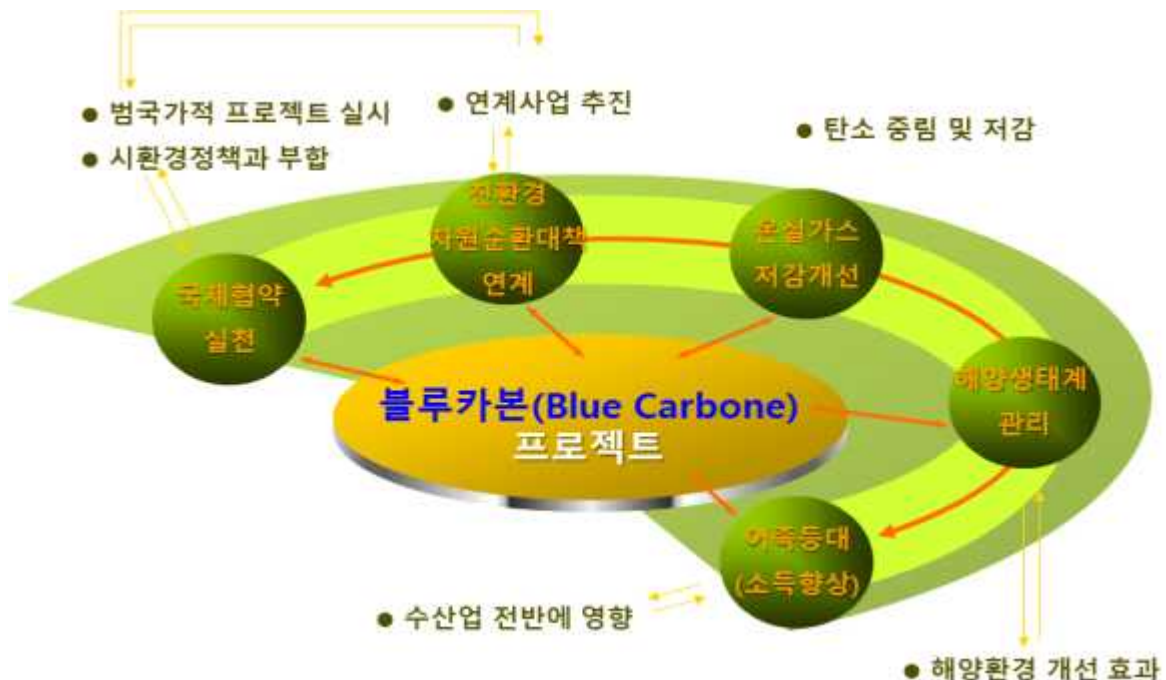 ● 범국가적 프로젝트 실시
● 시환경정책과 부합
● 연계사업 추진
● 탄소 중림 및 저감
친환경
자원순환대책
연계
온실가스
저감개선
국제협약
실천
해양생태계
관리
블루카본(Blue Carbone)
프로젝트
어족등대
(소득향상)
● 수산업 전반에 영향
● 해양환경 개선 효과